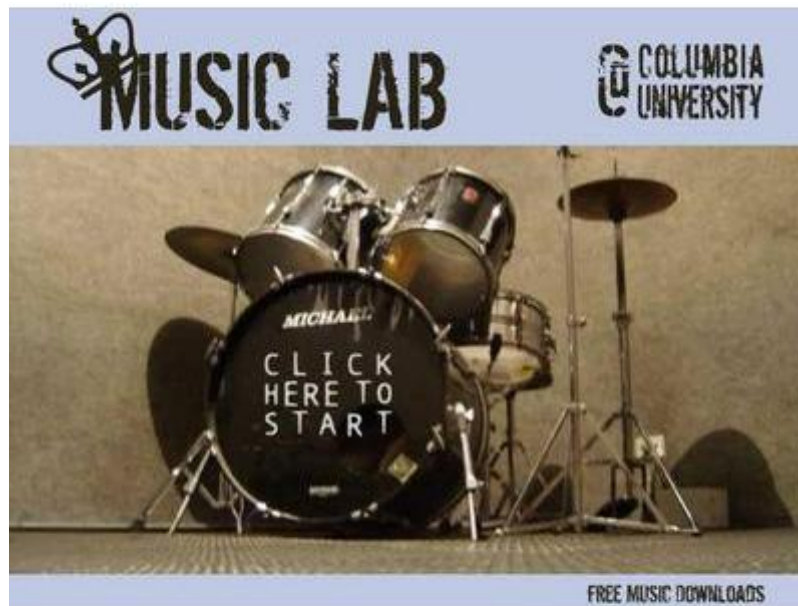 MUSIC LAB
@ COLUMBIA
UNIVERSITY
MICHAEL
CLICK
HERE TO
START
FREE MUSIC DOWNLOADS